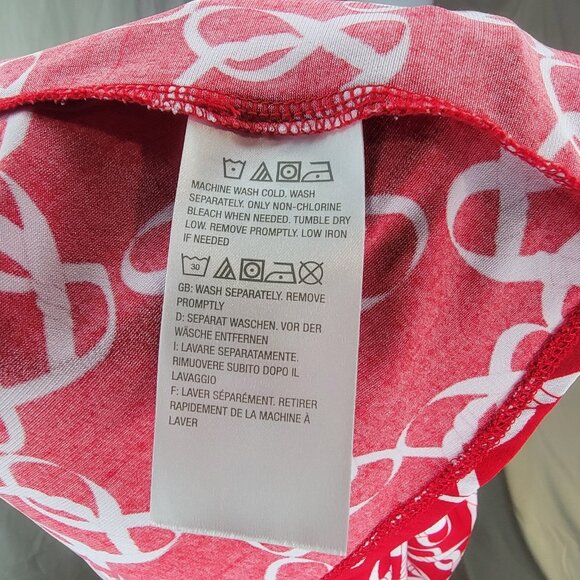 MACHINE WASH COLD. WASH
SEPARATELY. ONLY NON-CHLORINE
BLEACH WHEN NEEDED. TUMBLE DRY
LOW. REMOVE PROMPTLY. LOW IRON
IF NEEDED
30
GB: WASH SEPARATELY. REMOVE
PROMPTLY
D: SEPARAT WASCHEN. VOR DER
WÄSCHE ENTFERNEN
I: LAVARE SEPARATAMENTE.
RIMUOVERE SUBITO DOPO IL
LAVAGGIO
F: LAVER SÉPARÉMENT. RETIRER
RAPIDEMENT DE LA MACHINE À
LAVER